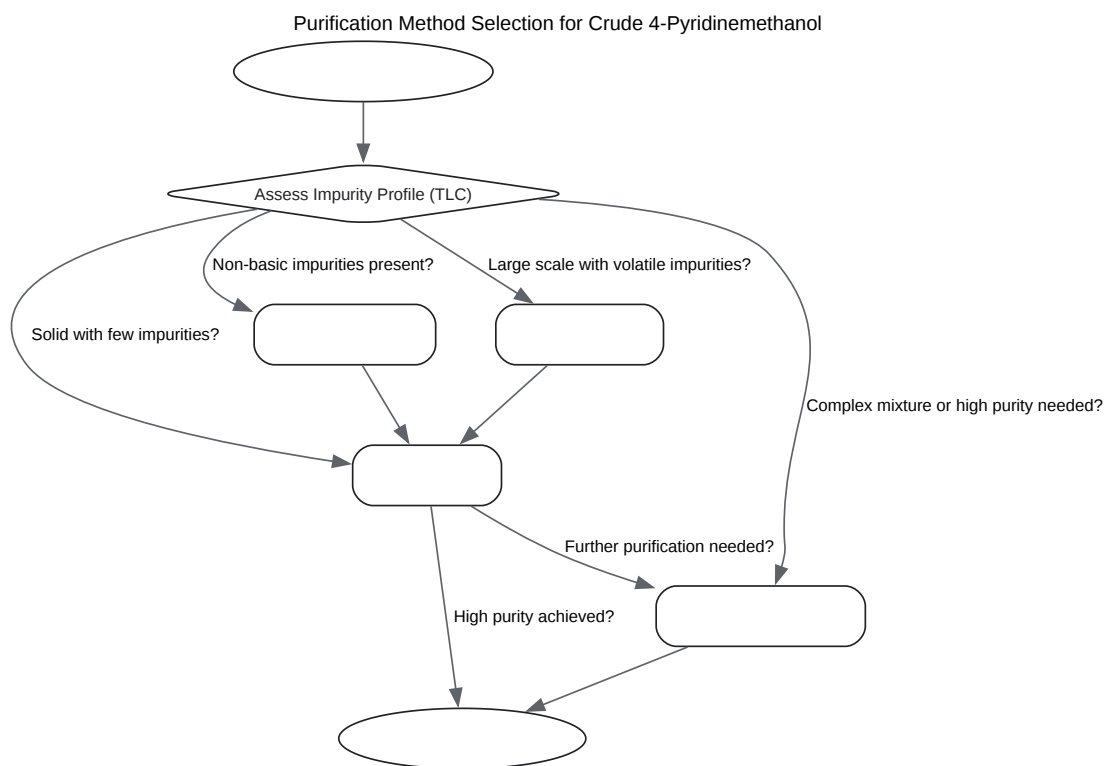 Purification Method Selection for Crude 4-Pyridinemethanol
Assess Impurity Profile (TLC)
Non-basic impurities present?
Large scale with volatile impurities?
Solid with few impurities?
Complex mixture or high purity needed?
Further purification needed?
High purity achieved?